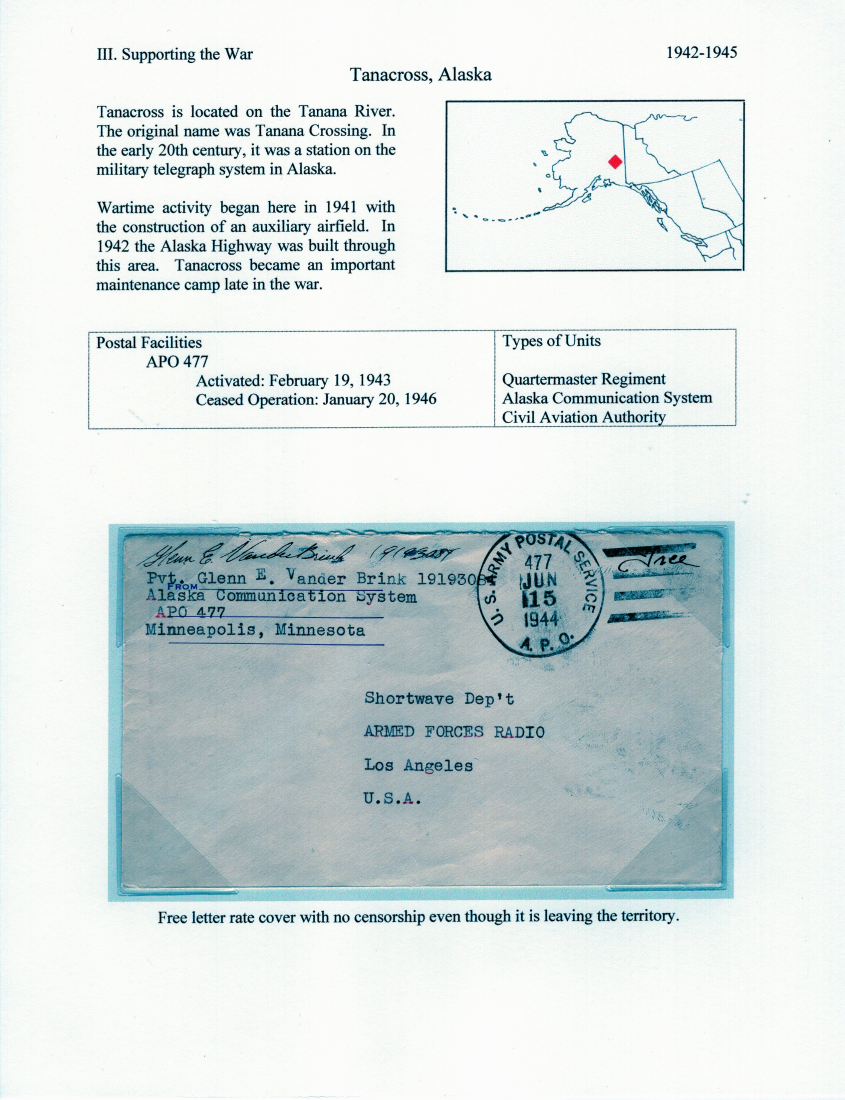 III. Supporting the War 1942-1945
Tanacross, Alaska
Tanacross is located on the Tanana River.
The original name was Tanana Crossing. In
the early 20th century, it was a station on the
military telegraph system in Alaska.
Wartime activity began here in 1941 with
the construction of an auxiliary airfield. In
1942 the Alaska Highway was built through
this area. Tanacross became an important
maintenance camp late in the war.
Postal Facilities
APO 477
Activated: February 19, 1943
Ceased Operation: January 20, 1946
Types of Units
Quartermaster Regiment
Alaska Communication System
Civil Aviation Authority
Glenn E. VanderBrink
Pvt. Glenn E. Vander Brink
FROM
Alaska Communication System
APO 477
Minneapolis, Minnesota
U.S. ARMY POSTAL SERVICE
477
JUN
15
1944
A.P.O.
Free
Shortwave Dep't
ARMED FORCES RADIO
Los Angeles
U.S.A.
Free letter rate cover with no censorship even though it is leaving the territory.